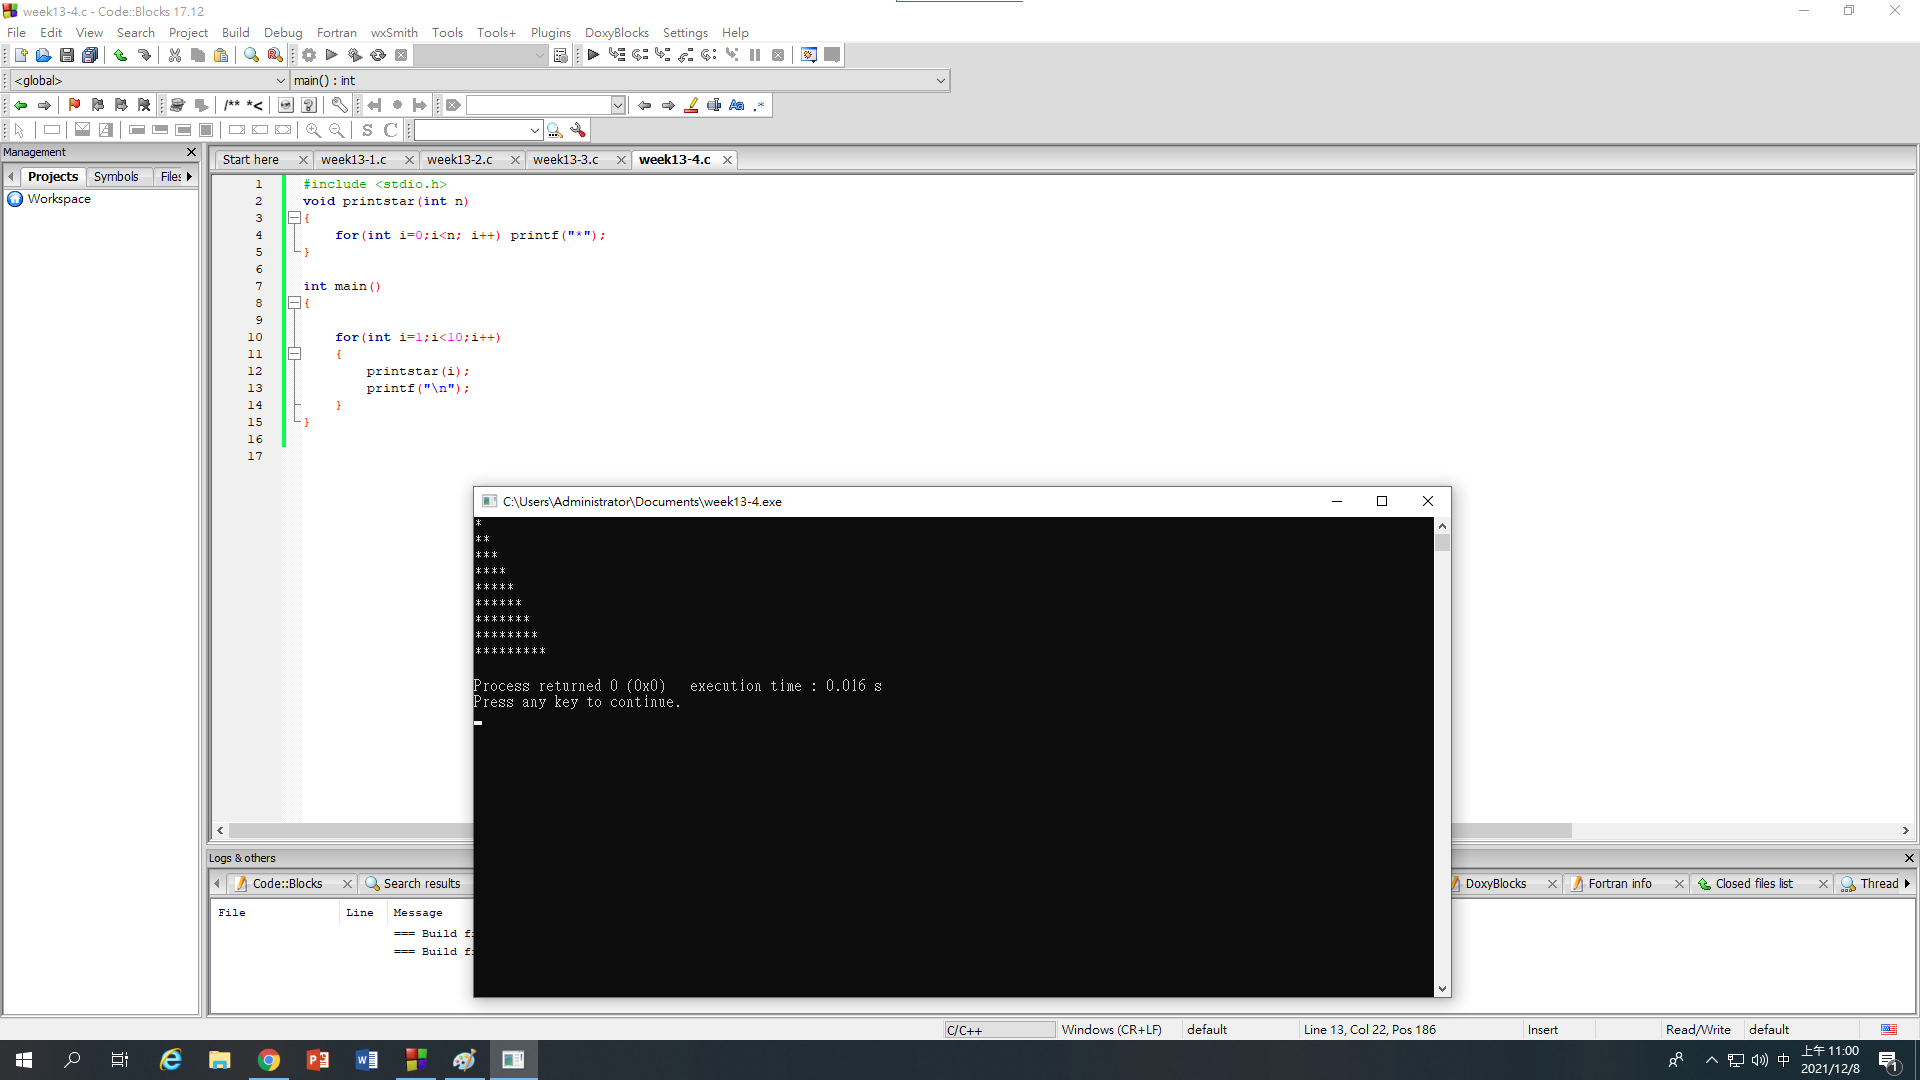 week13-4.c - Code::Blocks 17.12
File Edit View Search Project Build Debug Fortran wxSmith Tools Tools+ Plugins DoxyBlocks Settings Help
<global> main() : int
/** *<
Aa .*
S C
Management
Projects Symbols Files
Workspace
Start here week13-1.c week13-2.c week13-3.c week13-4.c
1 #include <stdio.h>
2 void printstar(int n)
3 {
4 for(int i=0;i<n; i++) printf("*");
5 }
6
7 int main()
8 {
9
10 for(int i=1;i<10;i++)
11 {
12 printstar(i);
13 printf("\n");
14 }
15 }
16
17
C:\Users\Administrator\Documents\week13-4.exe
*
**
***
****
*****
******
*******
********
*********
Process returned 0 (0x0) execution time : 0.016 s
Press any key to continue.
Logs & others
Code::Blocks Search results DoxyBlocks Fortran info Closed files list Thread
File Line Message
=== Build
=== Build
C/C++ Windows (CR+LF) default Line 13, Col 22, Pos 186 Insert Read/Write default
中 上午 11:00
2021/12/8
1